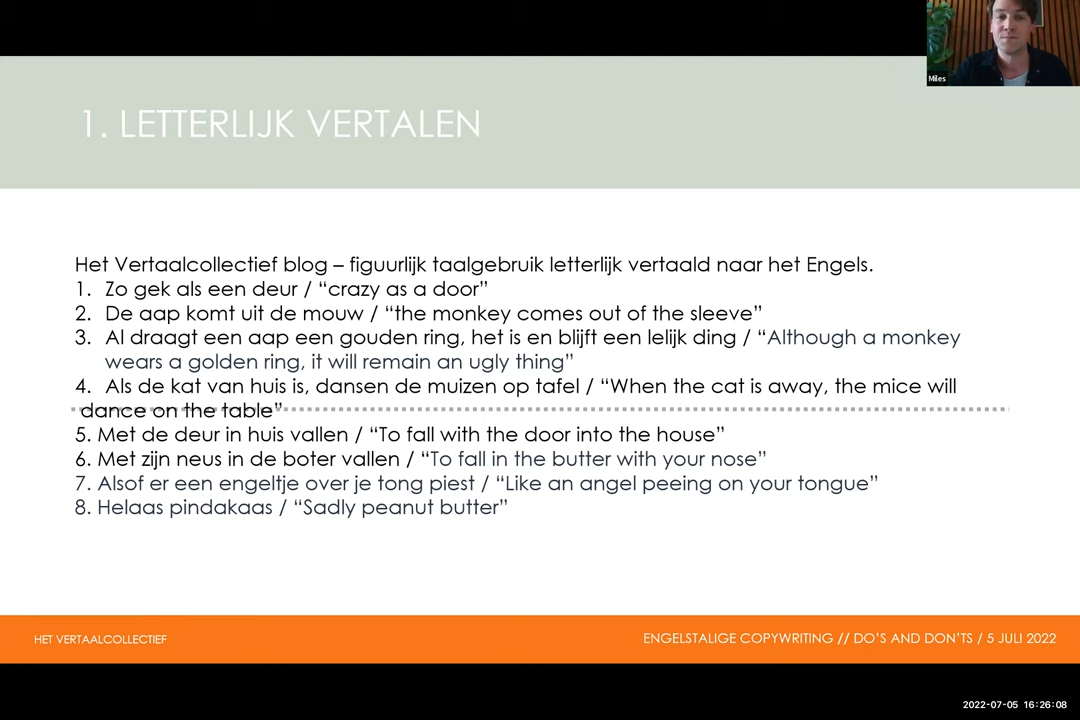 Miles
1. LETTERLIJK VERTALEN
Het Vertaalcollectief blog – figuurlijk taalgebruik letterlijk vertaald naar het Engels.
1. Zo gek als een deur / “crazy as a door”
2. De aap komt uit de mouw / “the monkey comes out of the sleeve”
3. Al draagt een aap een gouden ring, het is en blijft een lelijk ding / “Although a monkey
wears a golden ring, it will remain an ugly thing”
4. Als de kat van huis is, dansen de muizen op tafel / “When the cat is away, the mice will
dance on the table”
5. Met de deur in huis vallen / “To fall with the door into the house”
6. Met zijn neus in de boter vallen / “To fall in the butter with your nose”
7. Alsof er een engeltje over je tong piest / “Like an angel peeing on your tongue”
8. Helaas pindakaas / “Sadly peanut butter”
HET VERTAALCOLLECTIEF
ENGELSTALIGE COPYWRITING // DO’S AND DON’TS / 5 JULI 2022
2022-07-05 16:26:08